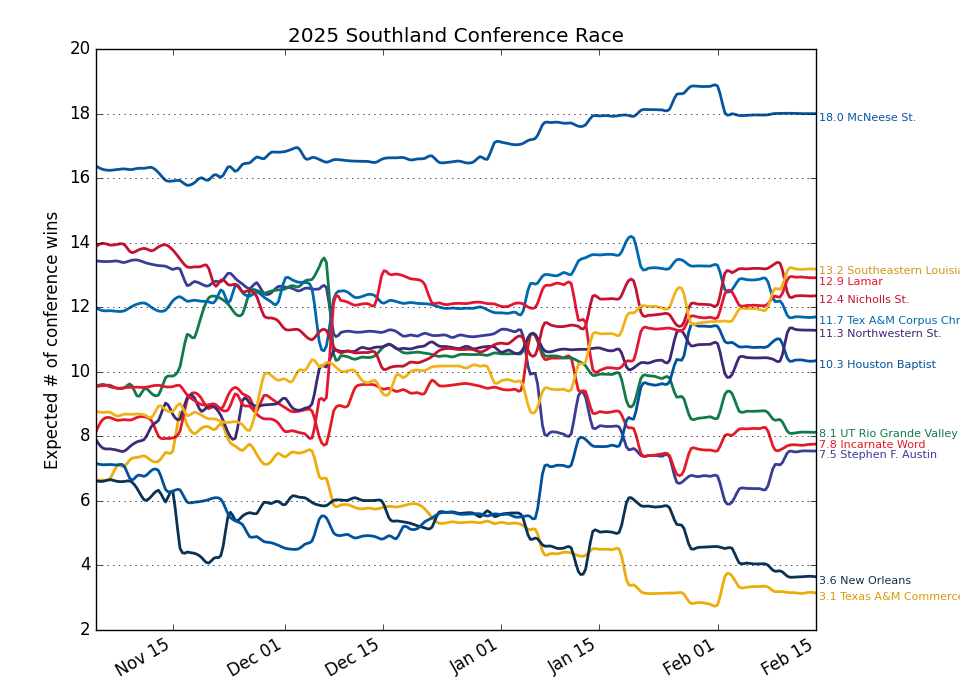 2025 Southland Conference Race
Expected # of conference wins
20
18
16
14
12
10
8
6
4
2
18.0 McNeese St.
13.2 Southeastern Louisia
12.9 Lamar
12.4 Nicholls St.
11.7 Tex A&M Corpus Chr
11.3 Northwestern St.
10.3 Houston Baptist
8.1 UT Rio Grande Valley
7.8 Incarnate Word
7.5 Stephen F. Austin
3.6 New Orleans
3.1 Texas A&M Commerce
Nov 15
Dec 01
Dec 15
Jan 01
Jan 15
Feb 01
Feb 15